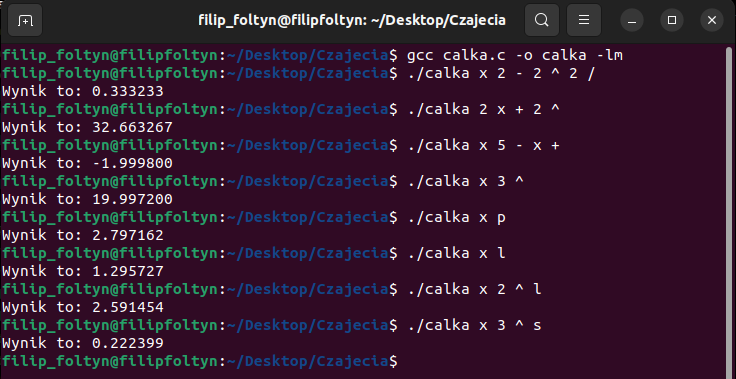 filip_foltyn@filipfoltyn: ~/Desktop/Czajecia
filip_foltyn@filipfoltyn:~/Desktop/Czajecia$ gcc calka.c -o calka -lm
filip_foltyn@filipfoltyn:~/Desktop/Czajecia$ ./calka x 2 - 2 ^ 2 /
Wynik to: 0.333233
filip_foltyn@filipfoltyn:~/Desktop/Czajecia$ ./calka 2 x + 2 ^
Wynik to: 32.663267
filip_foltyn@filipfoltyn:~/Desktop/Czajecia$ ./calka x 5 - x +
Wynik to: -1.999800
filip_foltyn@filipfoltyn:~/Desktop/Czajecia$ ./calka x 3 ^
Wynik to: 19.997200
filip_foltyn@filipfoltyn:~/Desktop/Czajecia$ ./calka x p
Wynik to: 2.797162
filip_foltyn@filipfoltyn:~/Desktop/Czajecia$ ./calka x l
Wynik to: 1.295727
filip_foltyn@filipfoltyn:~/Desktop/Czajecia$ ./calka x 2 ^ l
Wynik to: 2.591454
filip_foltyn@filipfoltyn:~/Desktop/Czajecia$ ./calka x 3 ^ s
Wynik to: 0.222399
filip_foltyn@filipfoltyn:~/Desktop/Czajecia$